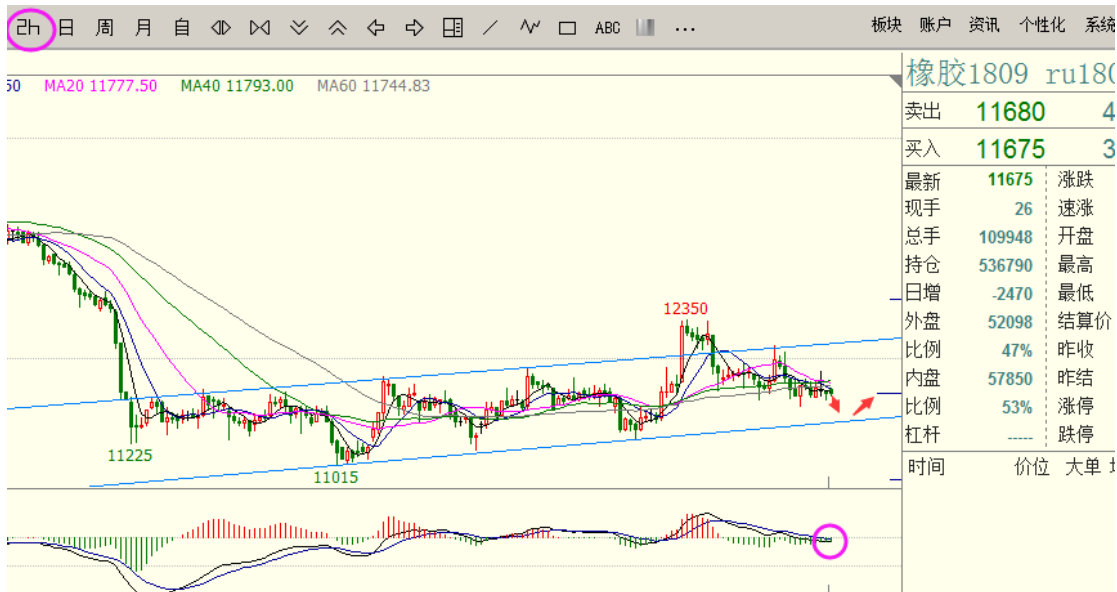 2h 日 周 月 自 ABC ... 板块 账户 资讯 个性化 系统
50 MA20 11777.50 MA40 11793.00 MA60 11744.83
橡胶1809 ru180
卖出 11680 4
买入 11675 3
最新 11675 涨跌
现手 26 速涨
总手 109948 开盘
持仓 536790 最高
日增 -2470 最低
外盘 52098 结算价
比例 47% 昨收
内盘 57850 昨结
比例 53% 涨停
杠杆 ----- 跌停
时间 价位 大单
12350
11225
11015